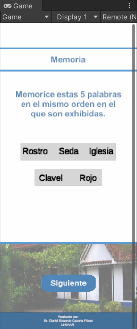 Game
Game Display 1 Remote (N
Memoria
Memorice estas 5 palabras
en el mismo orden en el
que son exhibidas.
Rostro Seda Iglesia
Clavel Rojo
Siguiente